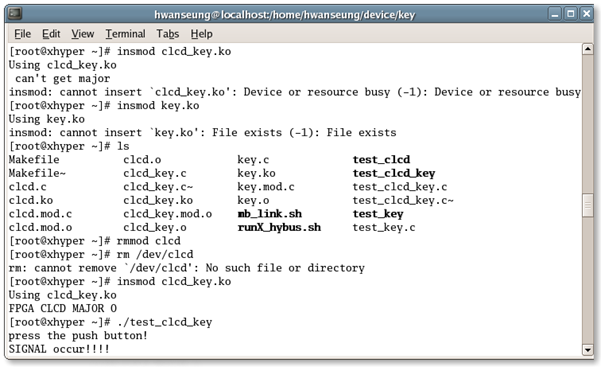 hwanseung@localhost:/home/hwanseung/device/key
File Edit View Terminal Tabs Help
[root@xhyper ~]# insmod clcd_key.ko
Using clcd_key.ko
 can't get major
insmod: cannot insert `clcd_key.ko': Device or resource busy (-1): Device or resource busy
[root@xhyper ~]# insmod key.ko
Using key.ko
insmod: cannot insert `key.ko': File exists (-1): File exists
[root@xhyper ~]# ls
Makefile clcd.o key.c test_clcd
Makefile~ clcd_key.c key.ko test_clcd_key
clcd.c clcd_key.c~ key.mod.c test_clcd_key.c
clcd.ko clcd_key.ko key.o test_clcd_key.c~
clcd.mod.c clcd_key.mod.o mb_link.sh test_key
clcd.mod.o clcd_key.o runX_hybus.sh test_key.c
[root@xhyper ~]# rmmod clcd
[root@xhyper ~]# rm /dev/clcd
rm: cannot remove `/dev/clcd': No such file or directory
[root@xhyper ~]# insmod clcd_key.ko
Using clcd_key.ko
FPGA CLCD MAJOR 0
[root@xhyper ~]# ./test_clcd_key
press the push button!
SIGNAL occur!!!!